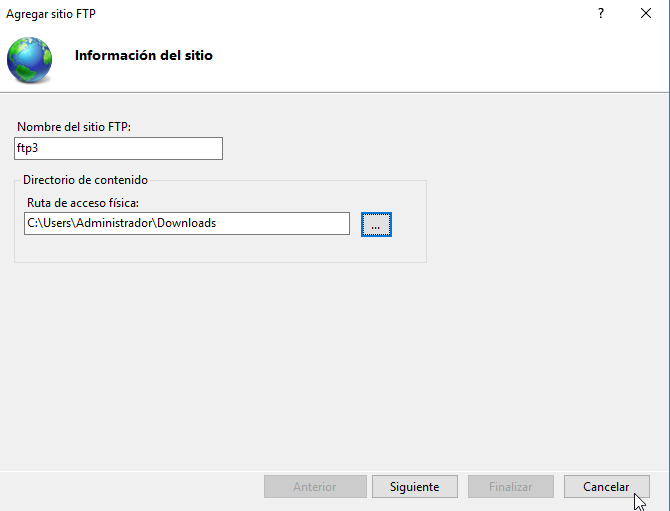 Agregar sitio FTP
Información del sitio
Nombre del sitio FTP:
ftp3
Directorio de contenido
Ruta de acceso física:
C:\Users\Administrador\Downloads
...
Anterior
Siguiente
Finalizar
Cancelar